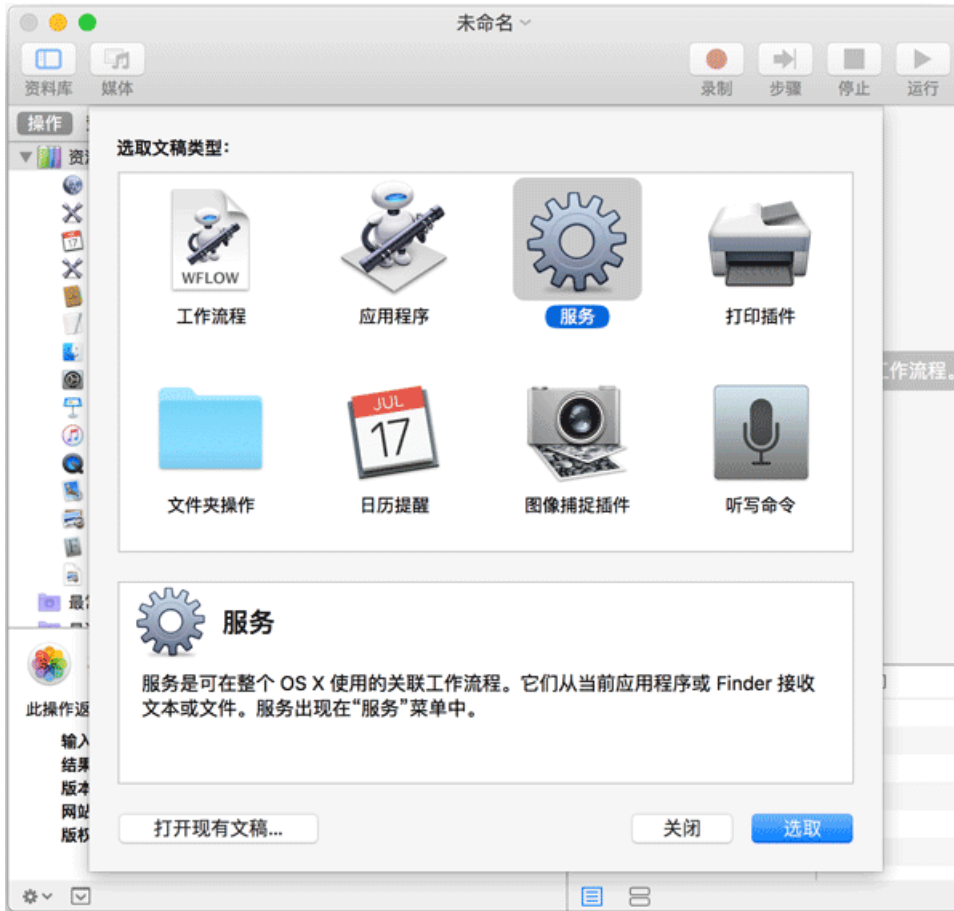 未命名
资料库
媒体
录制
步骤
停止
运行
操作
资
选取文稿类型:
17
WFLOW
工作流程
应用程序
服务
打印插件
工作流程。
JUL
17
文件夹操作
日历提醒
图像捕捉插件
听写命令
最
服务
服务是可在整个 OS X 使用的关联工作流程。它们从当前应用程序或 Finder 接收
文本或文件。服务出现在“服务”菜单中。
此操作返
输入
结果
版本
网站
版权
打开现有文稿...
关闭
选取